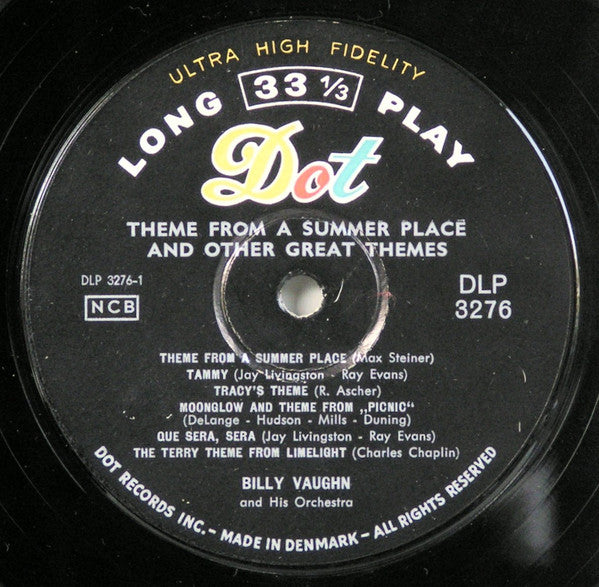 ULTRA HIGH FIDELITY
LONG 33 1/3 PLAY
Dot
THEME FROM A SUMMER PLACE
AND OTHER GREAT THEMES
DLP 3276-1
NCB
DLP
3276
THEME FROM A SUMMER PLACE (Max Steiner)
TAMMY (Jay Livingston - Ray Evans)
TRACY'S THEME (R. Ascher)
MOONGLOW AND THEME FROM „PICNIC“
(DeLange - Hudson - Mills - Duning)
QUE SERA, SERA (Jay Livingston - Ray Evans)
THE TERRY THEME FROM LIMELIGHT (Charles Chaplin)
BILLY VAUGHN
and His Orchestra
DOT RECORDS INC. - MADE IN DENMARK - ALL RIGHTS RESERVED